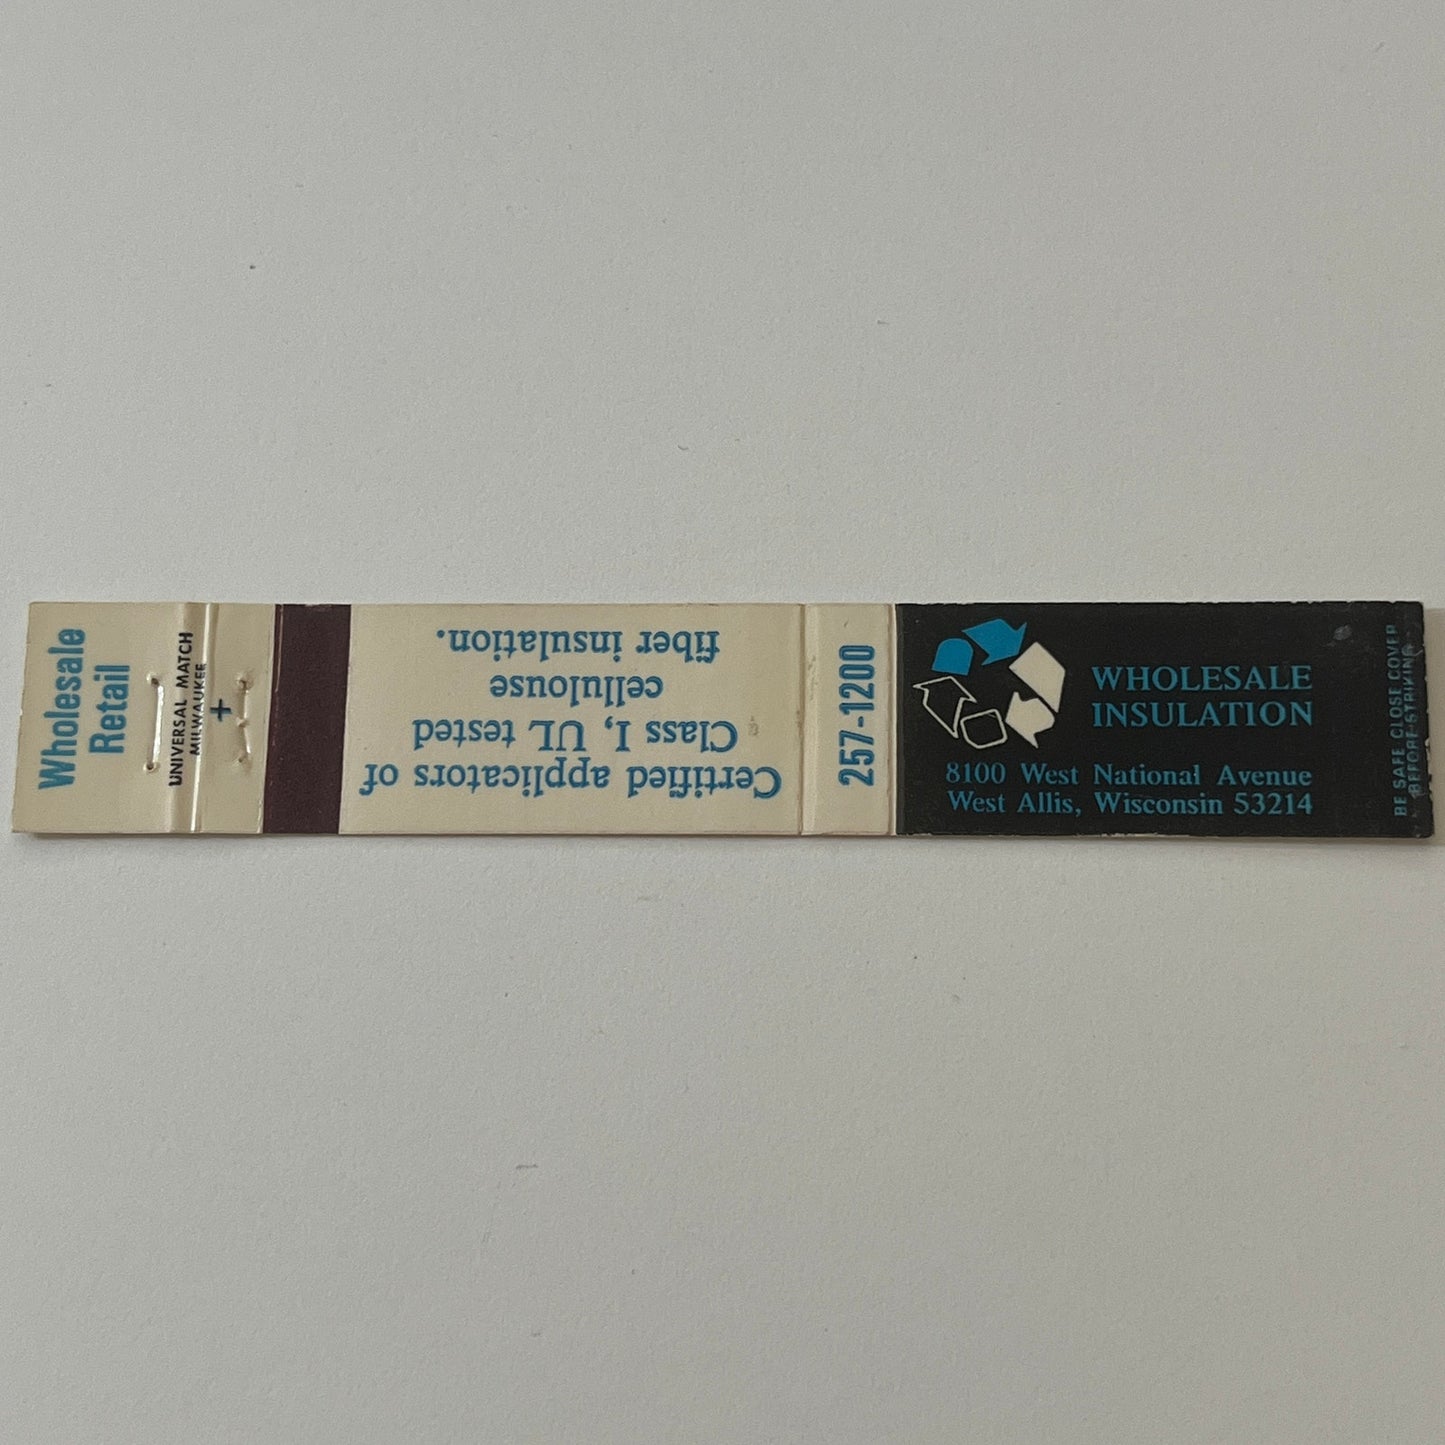 Wholesale
Retail
UNIVERSAL MATCH
MILWAUKEE
Certified applicators of
Class I, UL tested
cellulouse
fiber insulation.
257-1200
WHOLESALE
INSULATION
8100 West National Avenue
West Allis, Wisconsin 53214
BE SAFE CLOSE COVER
BEFORE STRIKING